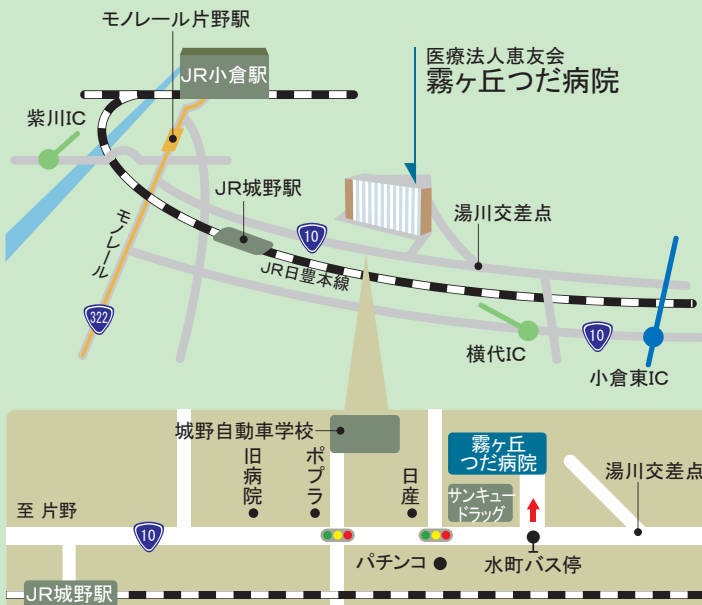 モノレール片野駅
JR小倉駅
医療法人恵友会
霧ヶ丘つだ病院
紫川IC
JR城野駅
湯川交差点
10
モノレール
JR日豊本線
322
10
横代IC
小倉東IC
城野自動車学校
旧病院
ポプラ
日産
霧ヶ丘
つだ病院
湯川交差点
サンキュー
ドラッグ
至 片野
10
パチンコ
水町バス停
JR城野駅